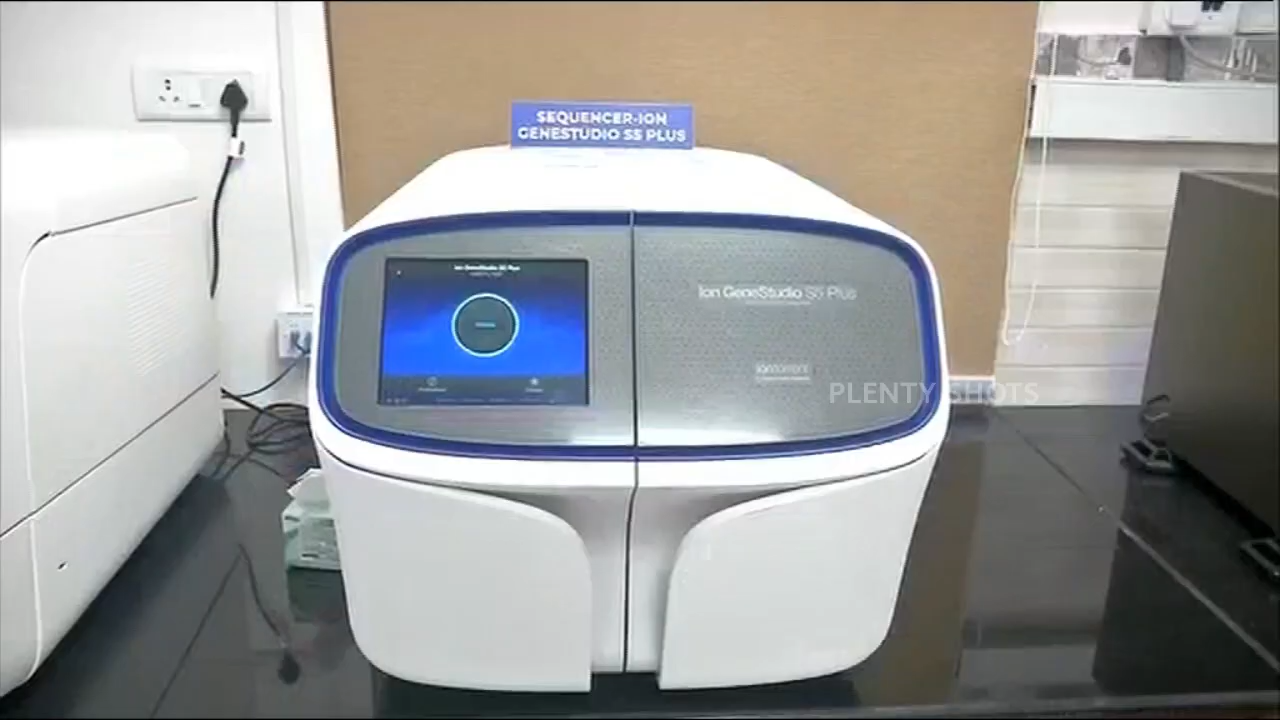 SEQUENCER-ION
GENESTUDIO S5 PLUS
Ion GeneStudio S5 Plus
Ion GeneStudio S5 Plus
iontorrent
PLENTY SHOTS